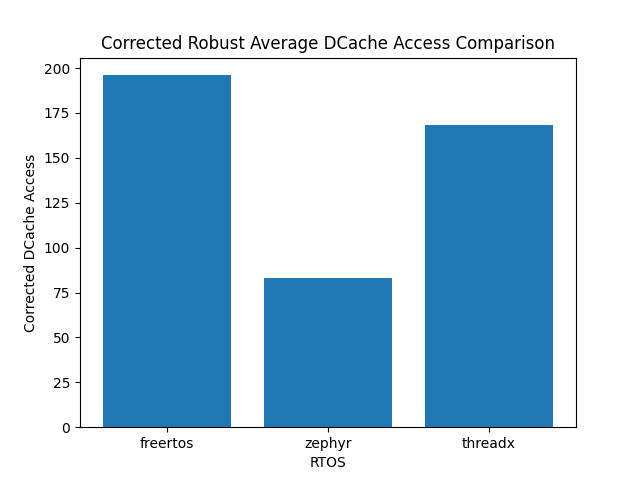 Corrected Robust Average DCache Access Comparison
Corrected DCache Access
200
175
150
125
100
75
50
25
0
freertos
zephyr
threadx
RTOS